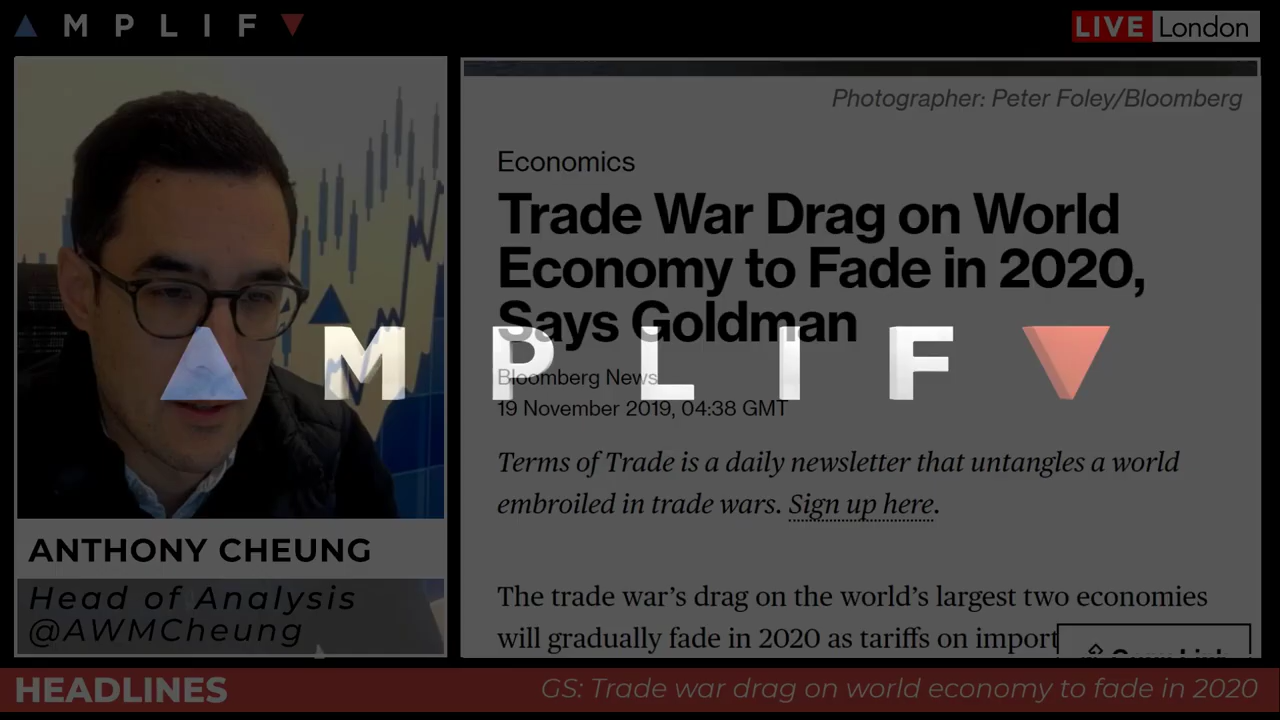 ▲ M P L I F ▼
LIVE London
Photographer: Peter Foley/Bloomberg
Economics
Trade War Drag on World
Economy to Fade in 2020,
Says Goldman
▲ M P L I F ▼
Bloomberg News
19 November 2019, 04:38 GMT
Terms of Trade is a daily newsletter that untangles a world
embroiled in trade wars. Sign up here.
The trade war’s drag on the world’s largest two economies
will gradually fade in 2020 as tariffs on import
Copy Link
ANTHONY CHEUNG
Head of Analysis
@AWMCheung
HEADLINES
GS: Trade war drag on world economy to fade in 2020